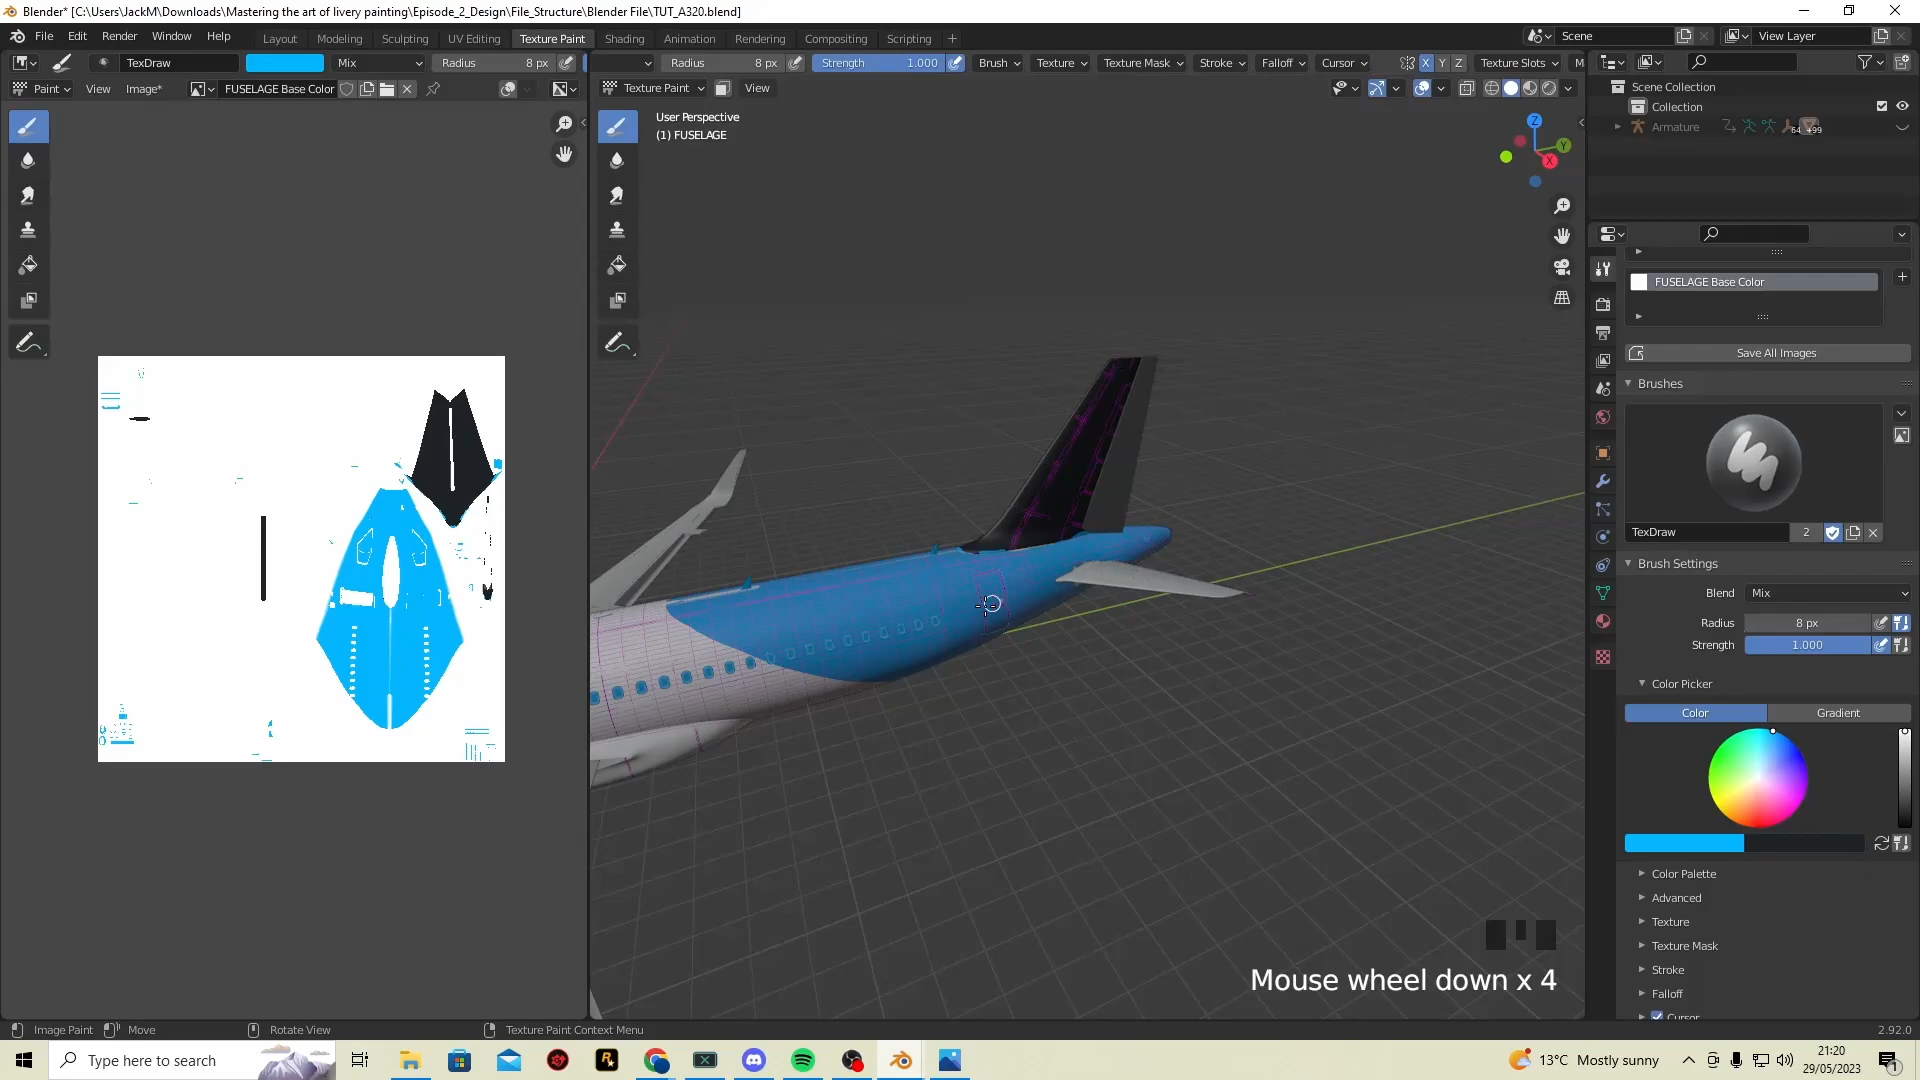 Blender* [C:\Users\JackM\Downloads\Mastering the art of livery painting\Episode_2_Design\File_Structure\Blender File\TUT_A320.blend]
File Edit Render Window Help Layout Modeling Sculpting UV Editing Texture Paint Shading Animation Rendering Compositing Scripting + Scene View Layer
TexDraw Mix Radius 8 px Radius 8 px Strength 1.000 Brush Texture Texture Mask Stroke Falloff Cursor X Y Z Texture Slots M
Paint View Image* FUSELAGE Base Color Texture Paint View
User Perspective
(1) FUSELAGE
Z
Y
X
Scene Collection
Collection
Armature 64 +99
FUSELAGE Base Color
Save All Images
Brushes
TexDraw 2
Brush Settings
Blend Mix
Radius 8 px
Strength 1.000
Color Picker
Color Gradient
Color Palette
Advanced
Texture
Texture Mask
Stroke
Falloff
Cursor
Mouse wheel down x 4
Image Paint Move Rotate View Texture Paint Context Menu 2.92.0
Type here to search 13°C Mostly sunny 21:20
29/05/2023 1